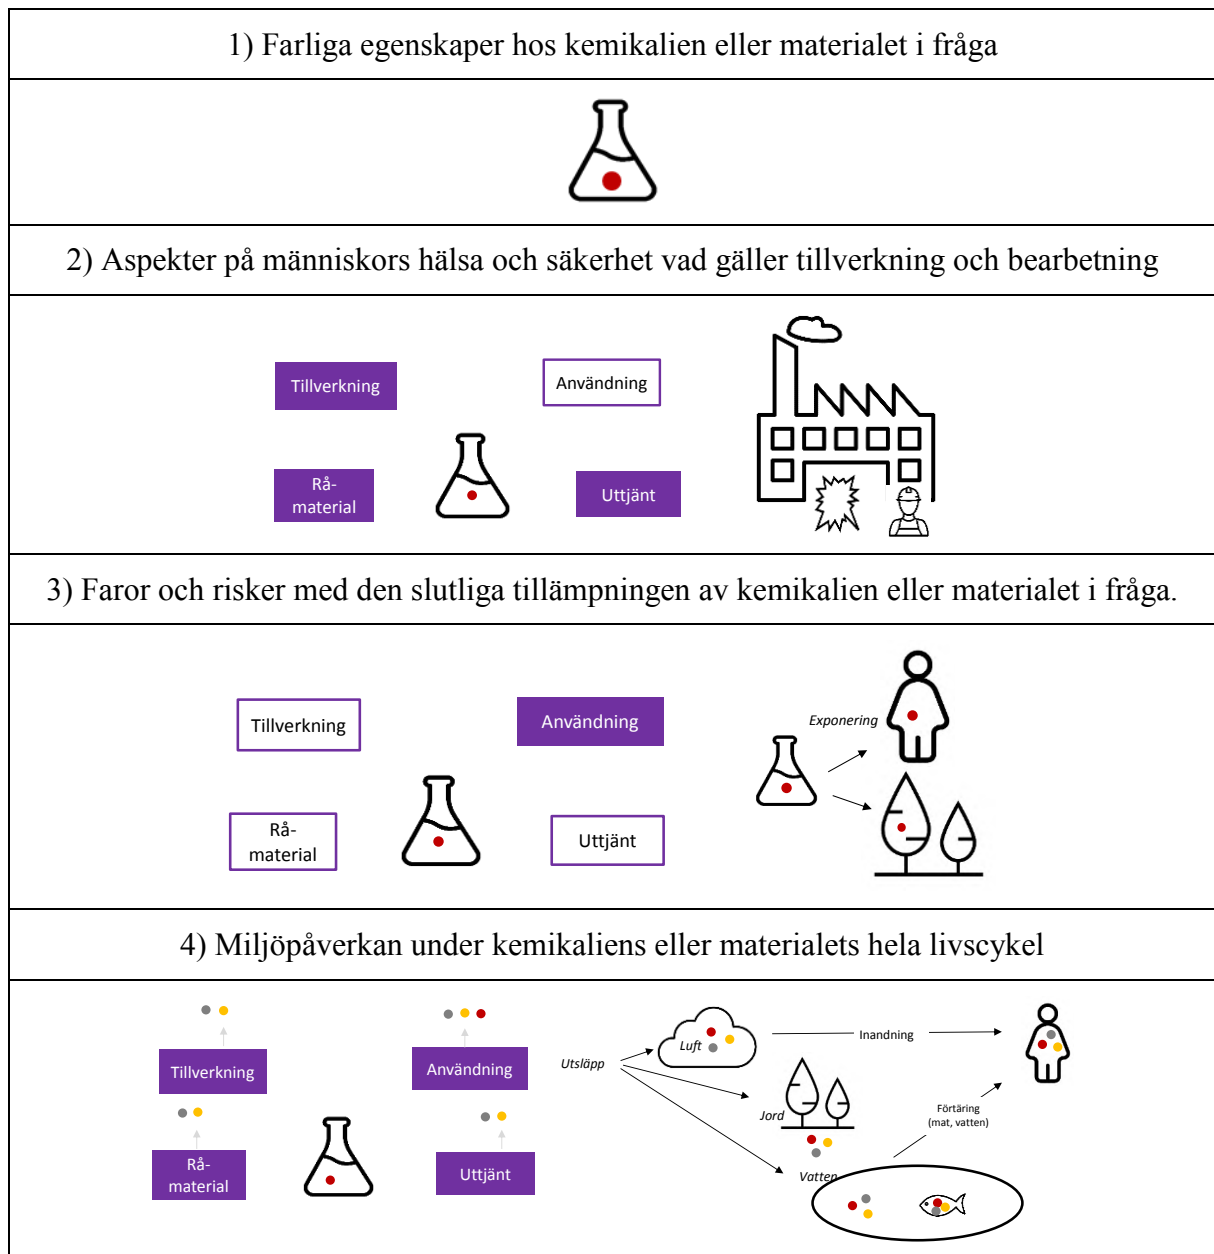 1) Farliga egenskaper hos kemikalien eller materialet i fråga
2) Aspekter på människors hälsa och säkerhet vad gäller tillverkning och bearbetning
Tillverkning
Användning
Rå-
material
Uttjänt
3) Faror och risker med den slutliga tillämpningen av kemikalien eller materialet i fråga.
Tillverkning
Användning
Exponering
Rå-
material
Uttjänt
4) Miljöpåverkan under kemikaliens eller materialets hela livscykel
Tillverkning
Användning
Utsläpp
Luft
Inandning
Jord
Förtäring
(mat, vatten)
Rå-
material
Uttjänt
Vatten